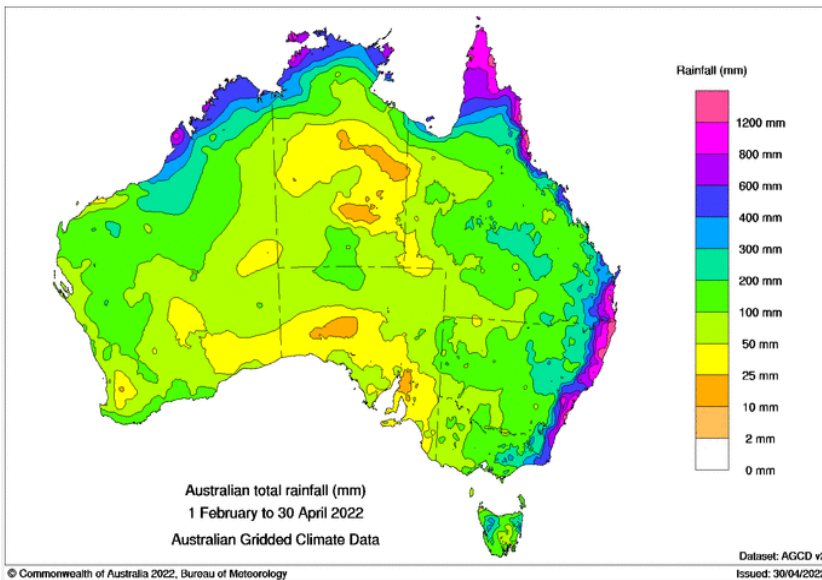 Rainfall (mm)
1200 mm
800 mm
600 mm
400 mm
300 mm
200 mm
100 mm
50 mm
25 mm
10 mm
2 mm
0 mm
Australian total rainfall (mm)
1 February to 30 April 2022
Australian Gridded Climate Data
Dataset: AGCD v2
© Commonwealth of Australia 2022, Bureau of Meteorology
Issued: 30/04/2022